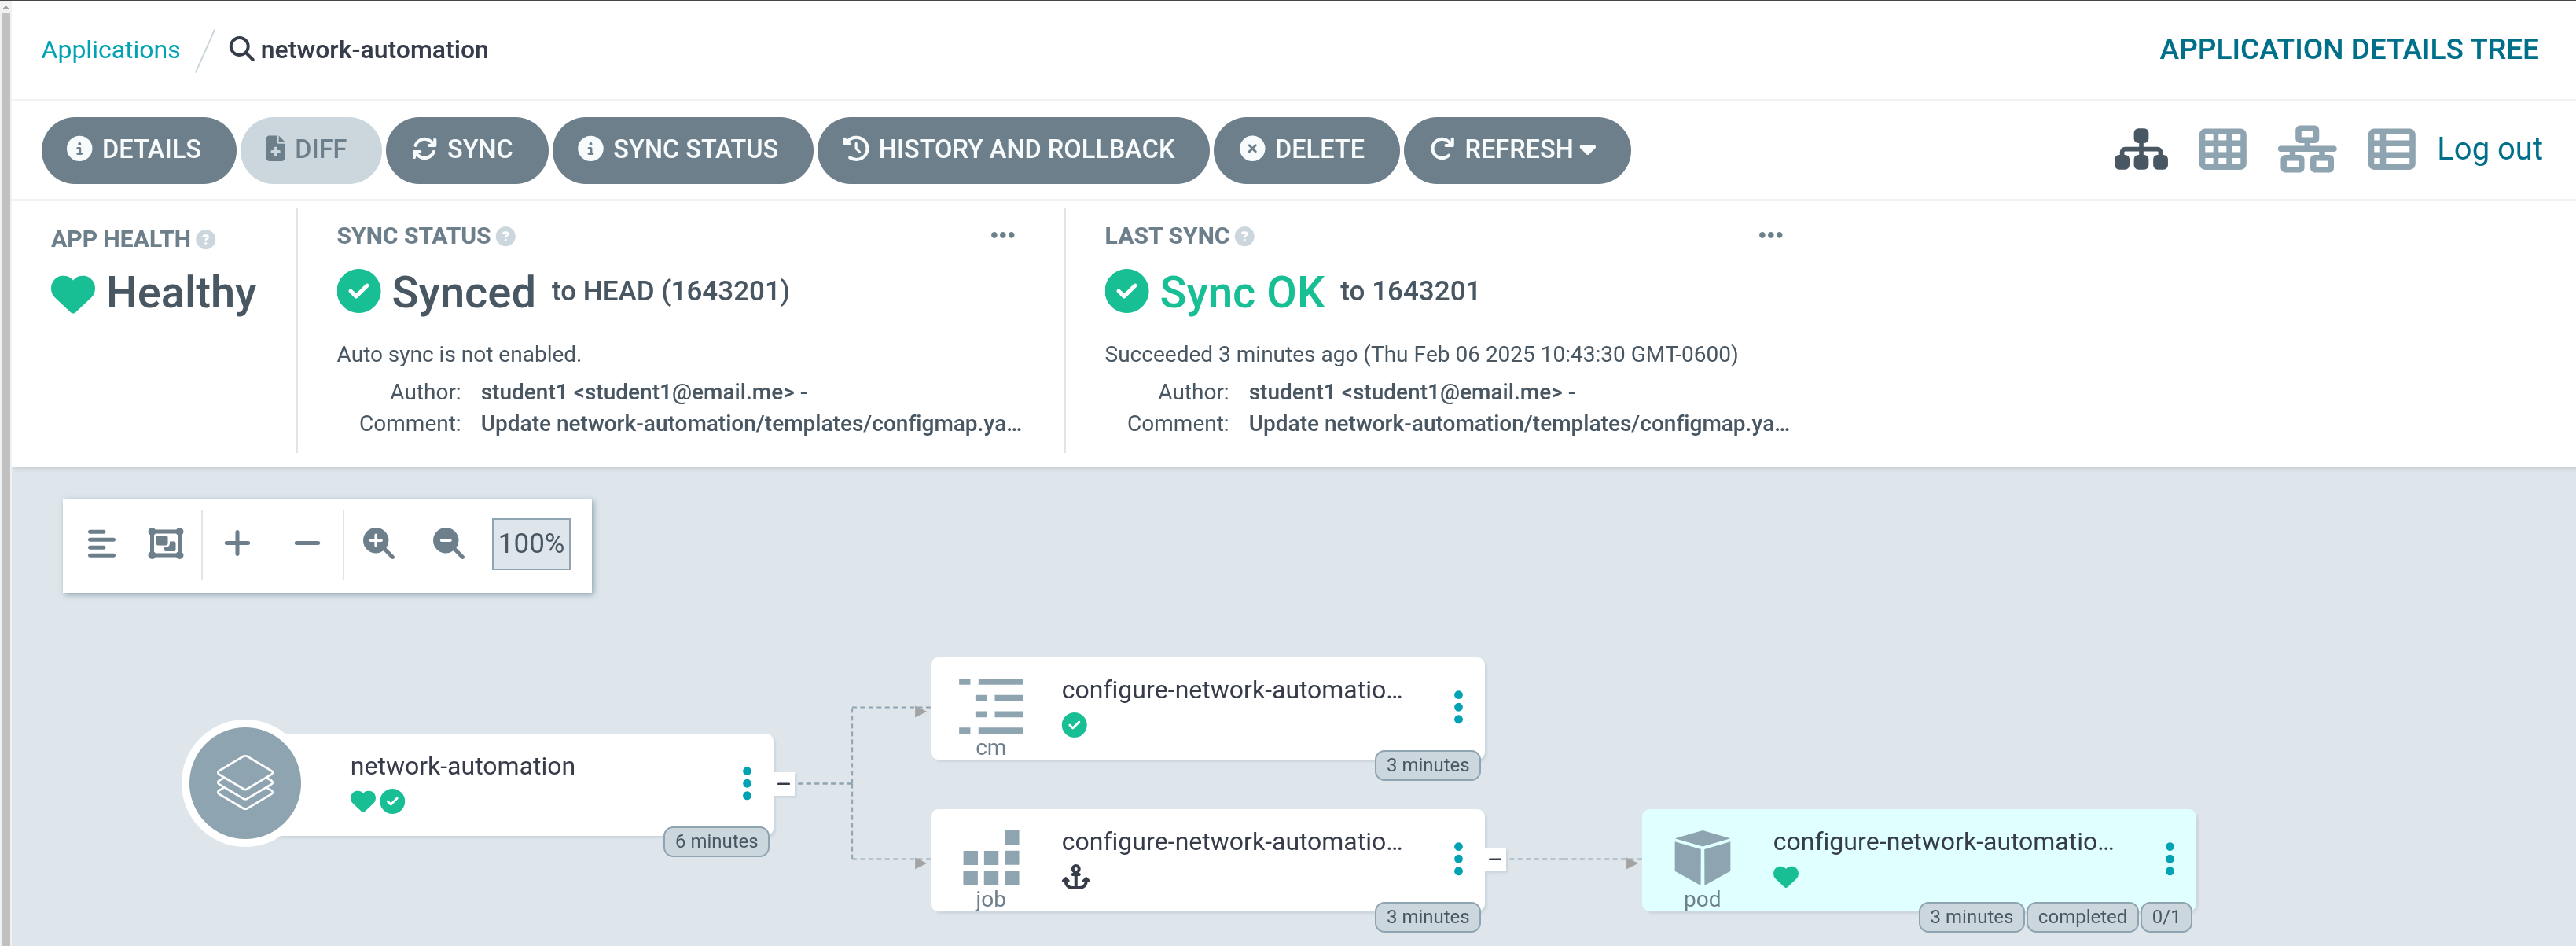 Applications / network-automation
APPLICATION DETAILS TREE
DETAILS DIFF SYNC SYNC STATUS HISTORY AND ROLLBACK DELETE REFRESH
Log out
APP HEALTH
Healthy
SYNC STATUS
Synced to HEAD (1643201)
Auto sync is not enabled.
Author: student1 <student1@email.me> -
Comment: Update network-automation/templates/configmap.ya...
LAST SYNC
Sync OK to 1643201
Succeeded 3 minutes ago (Thu Feb 06 2025 10:43:30 GMT-0600)
Author: student1 <student1@email.me> -
Comment: Update network-automation/templates/configmap.ya...
100%
network-automation
6 minutes
configure-network-automatio...
cm
3 minutes
configure-network-automatio...
job
3 minutes
configure-network-automatio...
pod
3 minutes completed 0/1